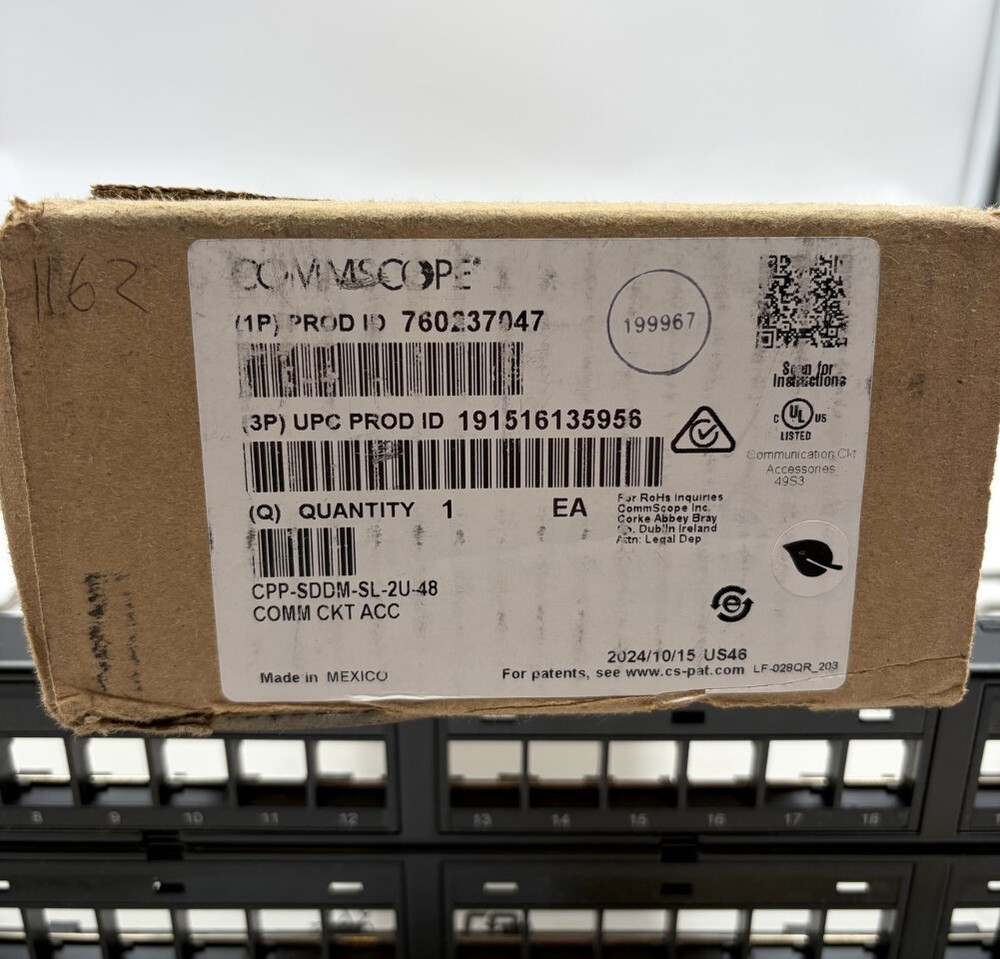 1162
COMMSCOPE
(1P) PROD ID 760237047
199967
Scan for
Instructions
(3P) UPC PROD ID 191516135956
C UL US
LISTED
Communication Ckt
Accessories
49S3
(Q) QUANTITY 1 EA
For RoHs Inquiries
CommScope Inc.
Corke Abbey Bray
Co. Dublin Ireland
Attn: Legal Dep
CPP-SDDM-SL-2U-48
COMM CKT ACC
e
2024/10/15 US46
Made in MEXICO
For patents, see www.cs-pat.com
LF-028QR_203
8 9 10 11 12 13 14 15 16 17 18